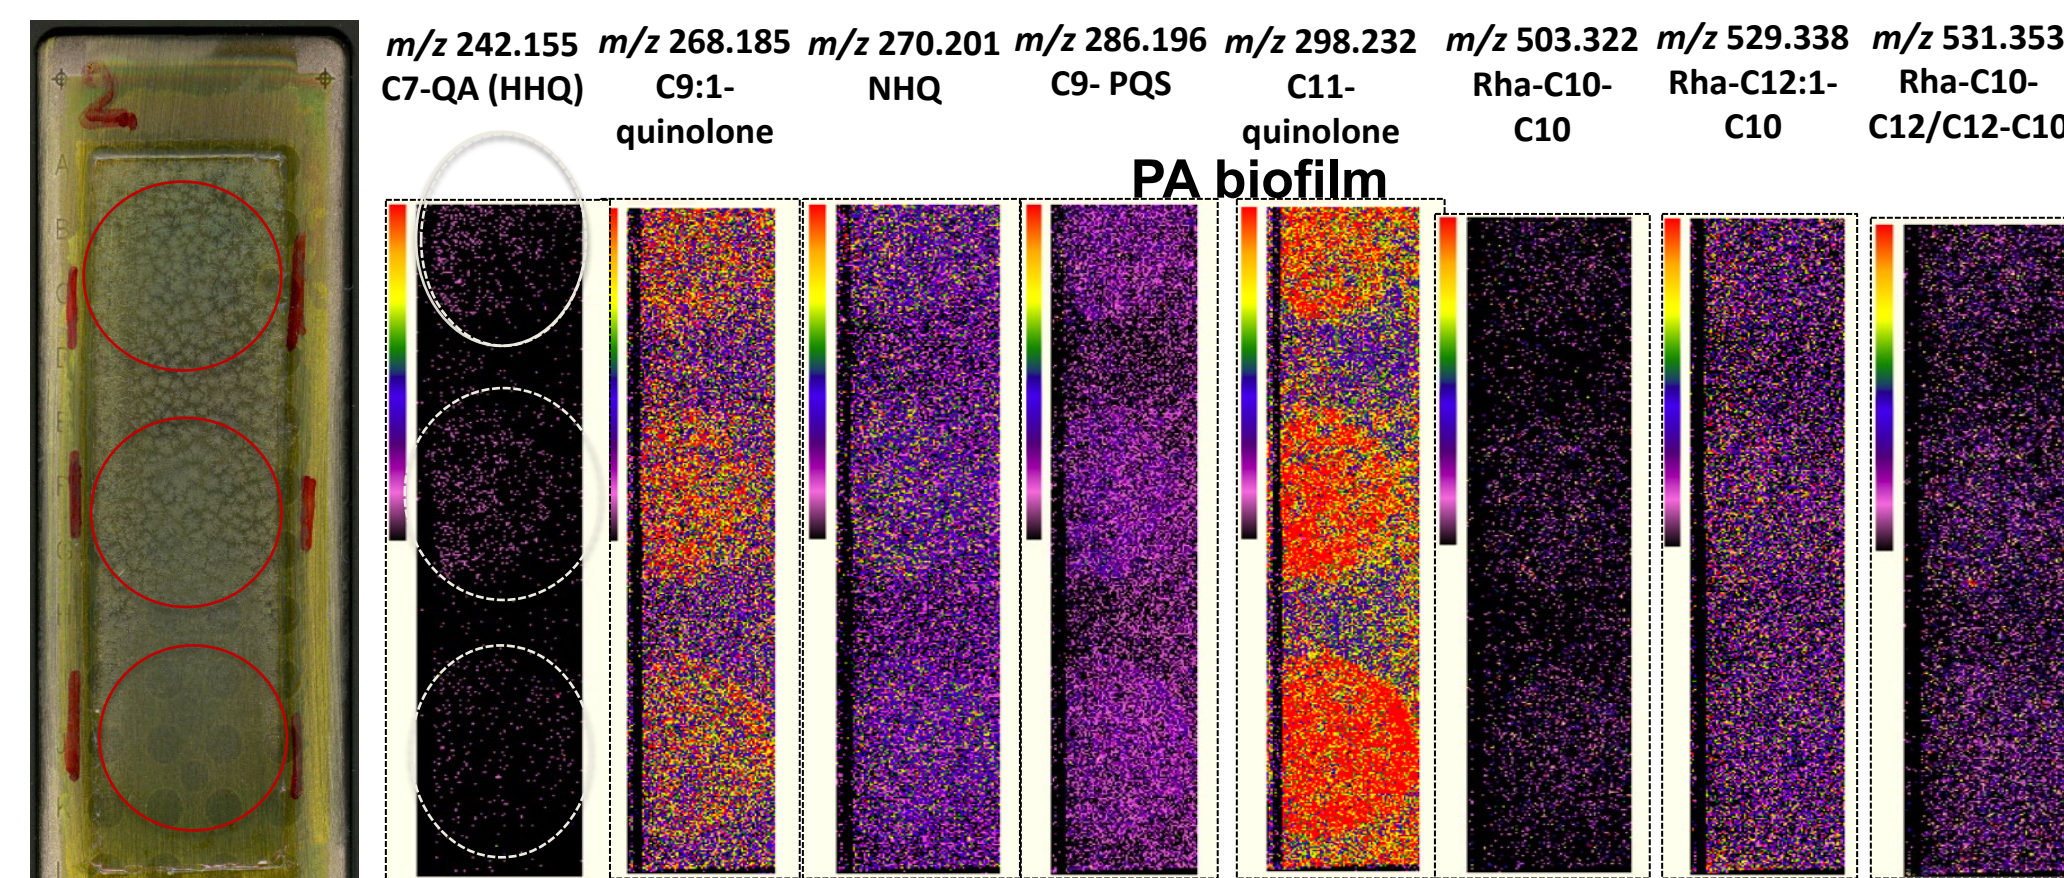 m/z 242.155
C7-QA (HHQ)
m/z 268.185
C9:1-
quinolone
m/z 270.201
NHQ
m/z 286.196
C9- PQS
m/z 298.232
C11-
quinolone
m/z 503.322
Rha-C10-
C10
m/z 529.338
Rha-C12:1-
C10
m/z 531.353
Rha-C10-
C12/C12-C10
PA biofilm
2
A
B
C
D
E
F
G
H
J
K